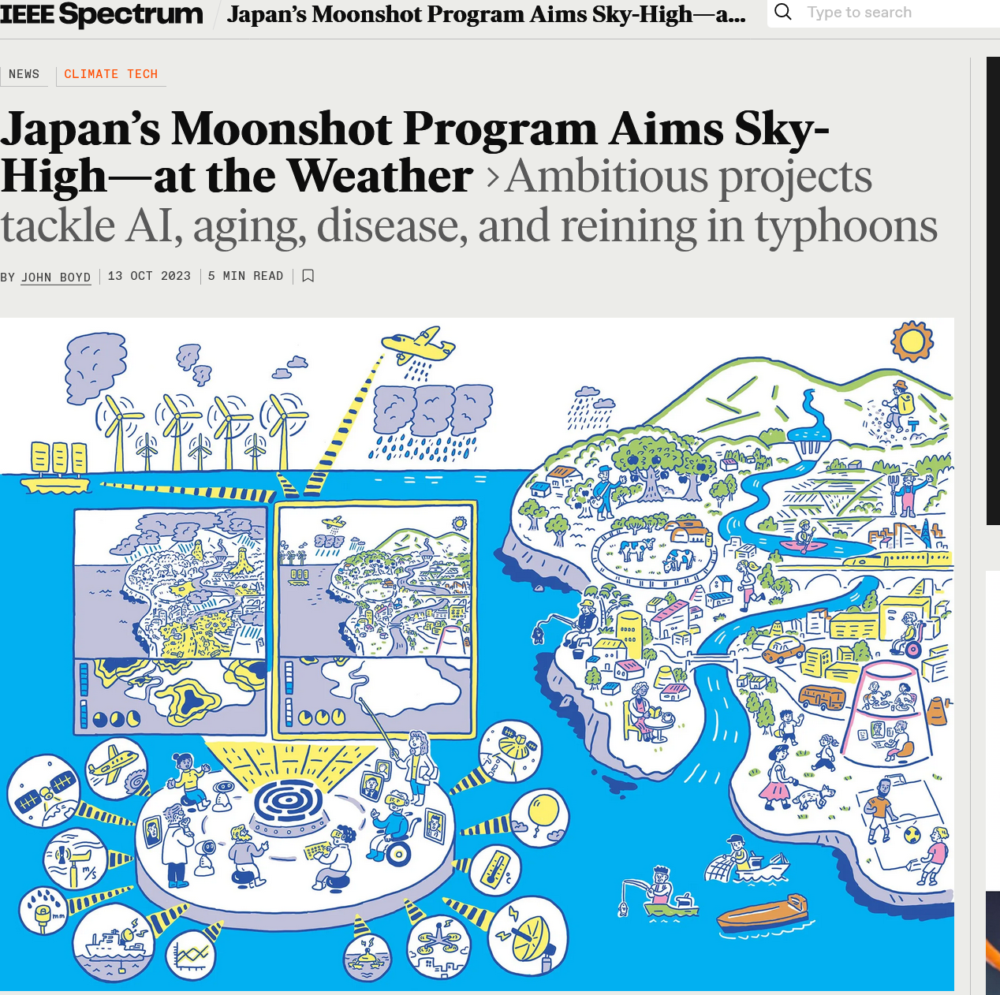 IEEE Spectrum
Japan’s Moonshot Program Aims Sky-High—a...
Type to search
NEWS
CLIMATE TECH
Japan’s Moonshot Program Aims Sky-
High—at the Weather ›Ambitious projects
tackle AI, aging, disease, and reining in typhoons
BY JOHN BOYD
13 OCT 2023
5 MIN READ
m/s
mm